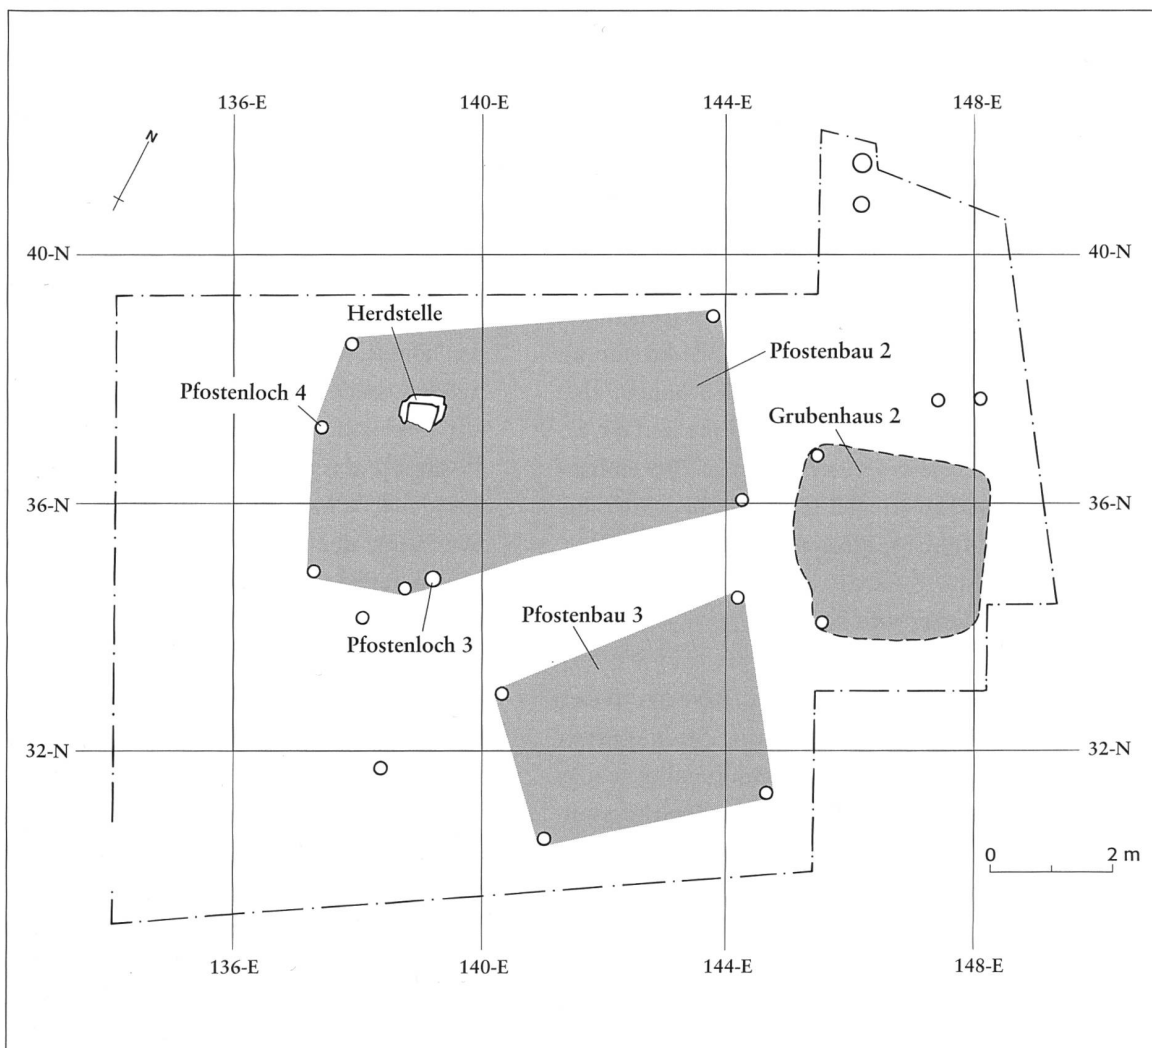 136-E 140-E 144-E 148-E
N
40-N 40-N
Herdstelle
Pfostenbau 2
Pfostenloch 4
Grubenhaus 2
36-N 36-N
Pfostenbau 3
Pfostenloch 3
32-N 32-N
0 2 m
136-E 140-E 144-E 148-E